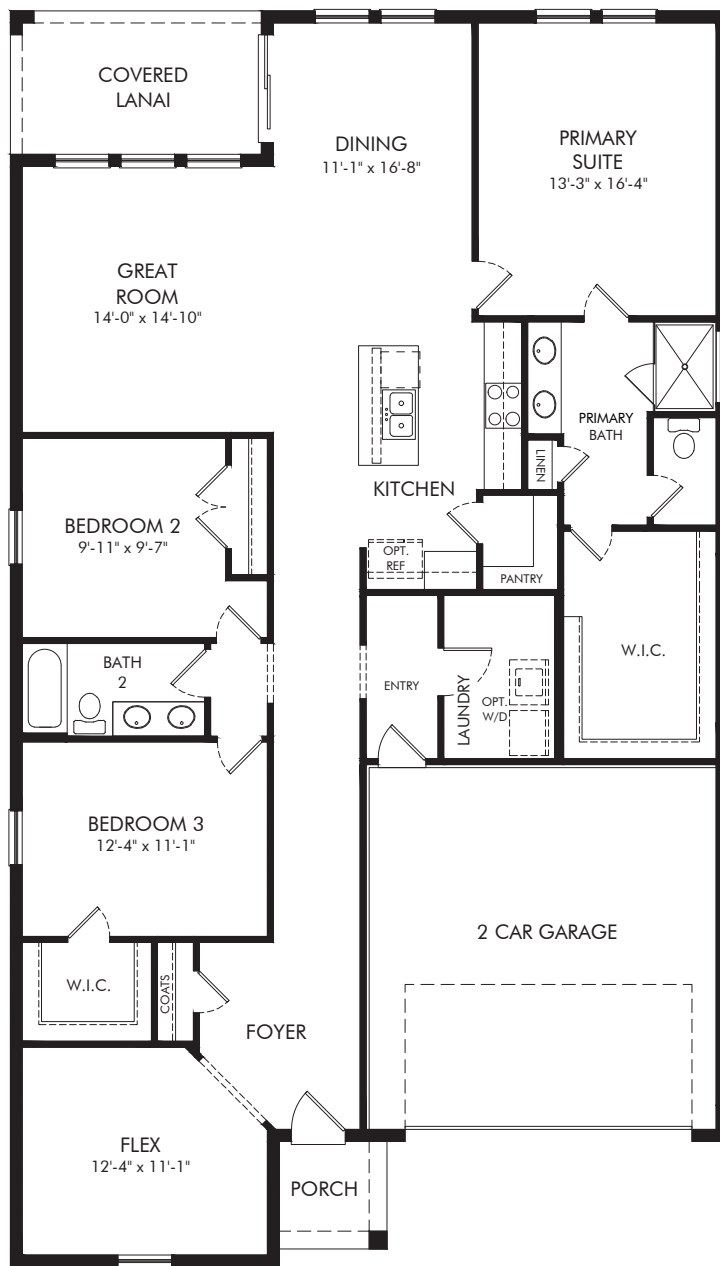 COVERED
LANAI
DINING
11'-1" x 16'-8"
PRIMARY
SUITE
13'-3" x 16'-4"
GREAT
ROOM
14'-0" x 14'-10"
PRIMARY
BATH
LINEN
KITCHEN
BEDROOM 2
9'-11" x 9'-7"
OPT.
REF
PANTRY
BATH
2
ENTRY
LAUNDRY
OPT.
W/D
W.I.C.
BEDROOM 3
12'-4" x 11'-1"
2 CAR GARAGE
W.I.C.
COATS
FOYER
FLEX
12'-4" x 11'-1"
PORCH